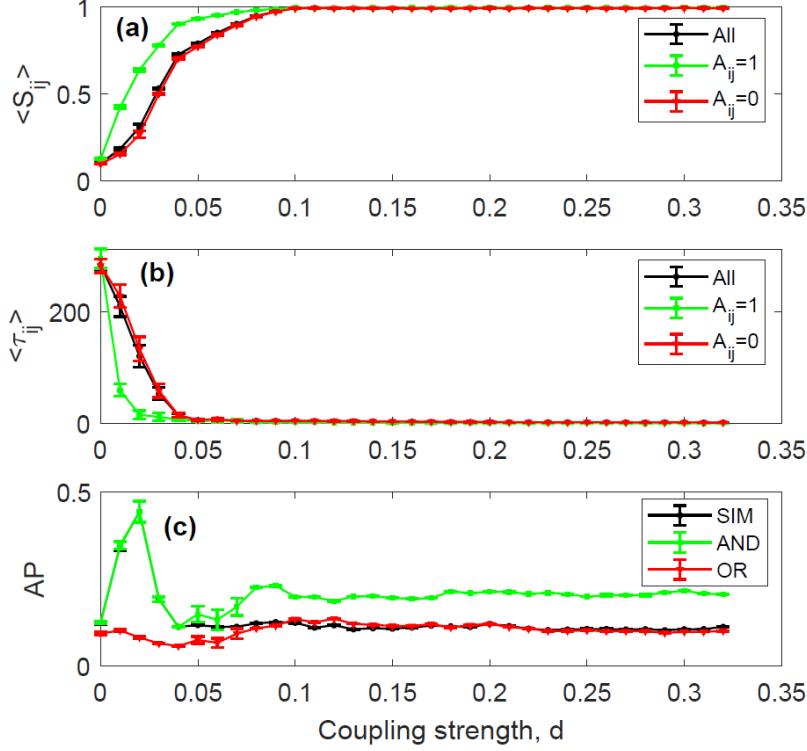 1
(a)
All
A_ij=1
A_ij=0
0.5
<S_ij>
0
0 0.05 0.1 0.15 0.2 0.25 0.3 0.35
(b)
All
A_ij=1
A_ij=0
200
<τ_ij>
0
0 0.05 0.1 0.15 0.2 0.25 0.3 0.35
0.5
(c)
SIM
AND
OR
AP
0
0 0.05 0.1 0.15 0.2 0.25 0.3 0.35
Coupling strength, d